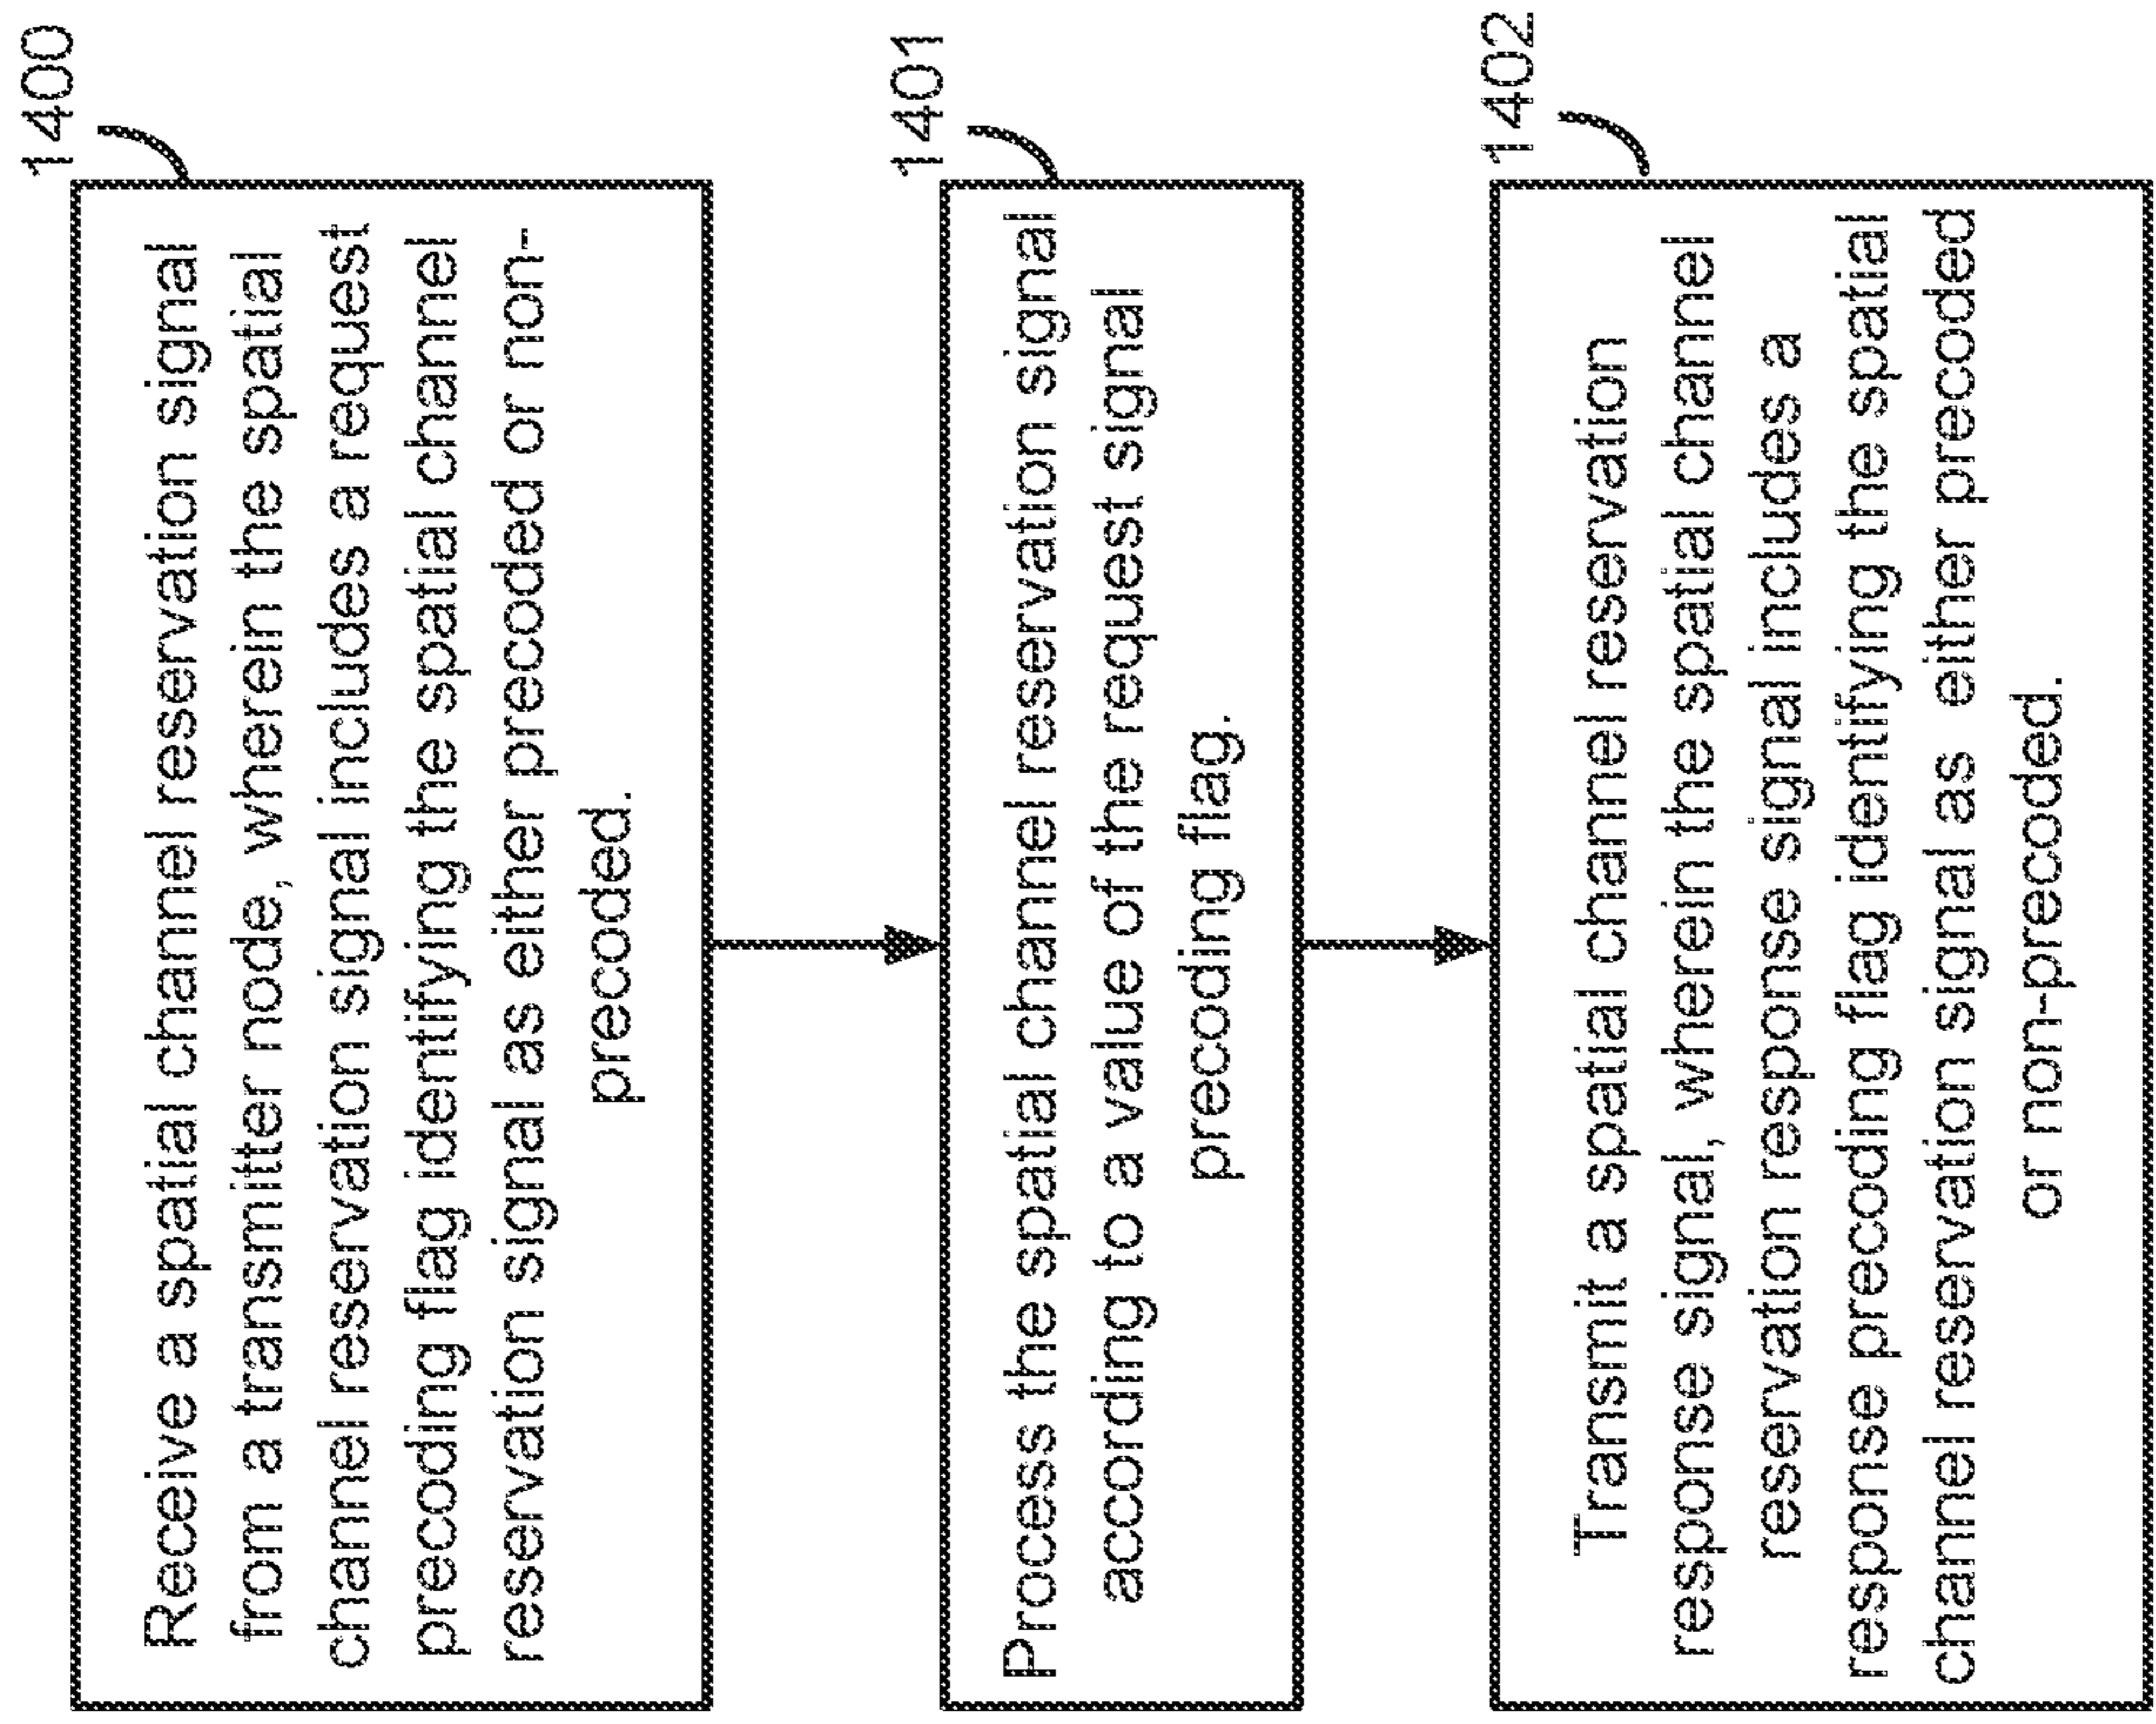 1400
Receive a spatial channel reservation signal
from a transmitter node, wherein the spatial
channel reservation signal includes a request
precoding flag identifying the spatial channel
reservation signal as either precoded or non-
precoded.
1401
Process the spatial channel reservation signal
according to a value of the request signal
precoding flag.
1402
Transmit a spatial channel reservation
response signal, wherein the spatial channel
reservation response signal includes a
response precoding flag identifying the spatial
channel reservation signal as either precoded
or non-precoded.